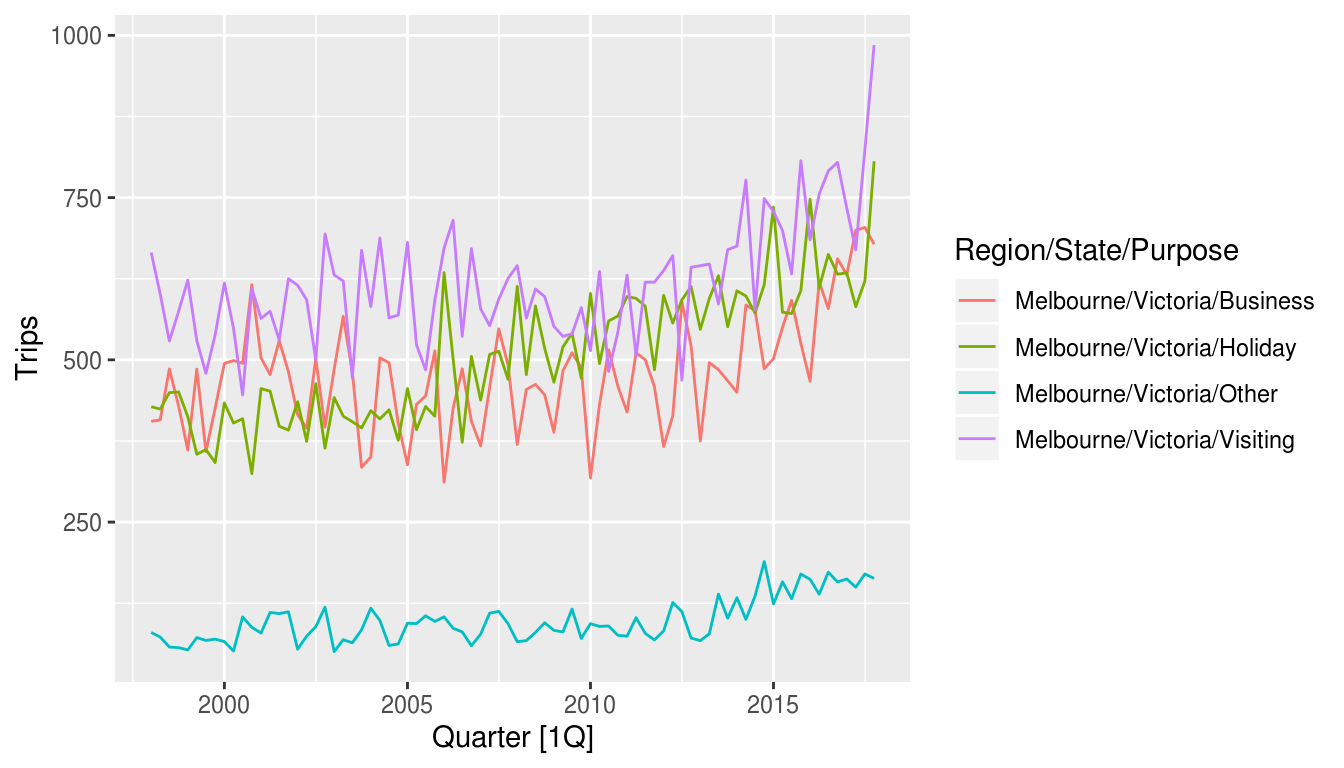 1000
750
500
250
Trips
2000
2005
2010
2015
Quarter [1Q]
Region/State/Purpose
Melbourne/Victoria/Business
Melbourne/Victoria/Holiday
Melbourne/Victoria/Other
Melbourne/Victoria/Visiting